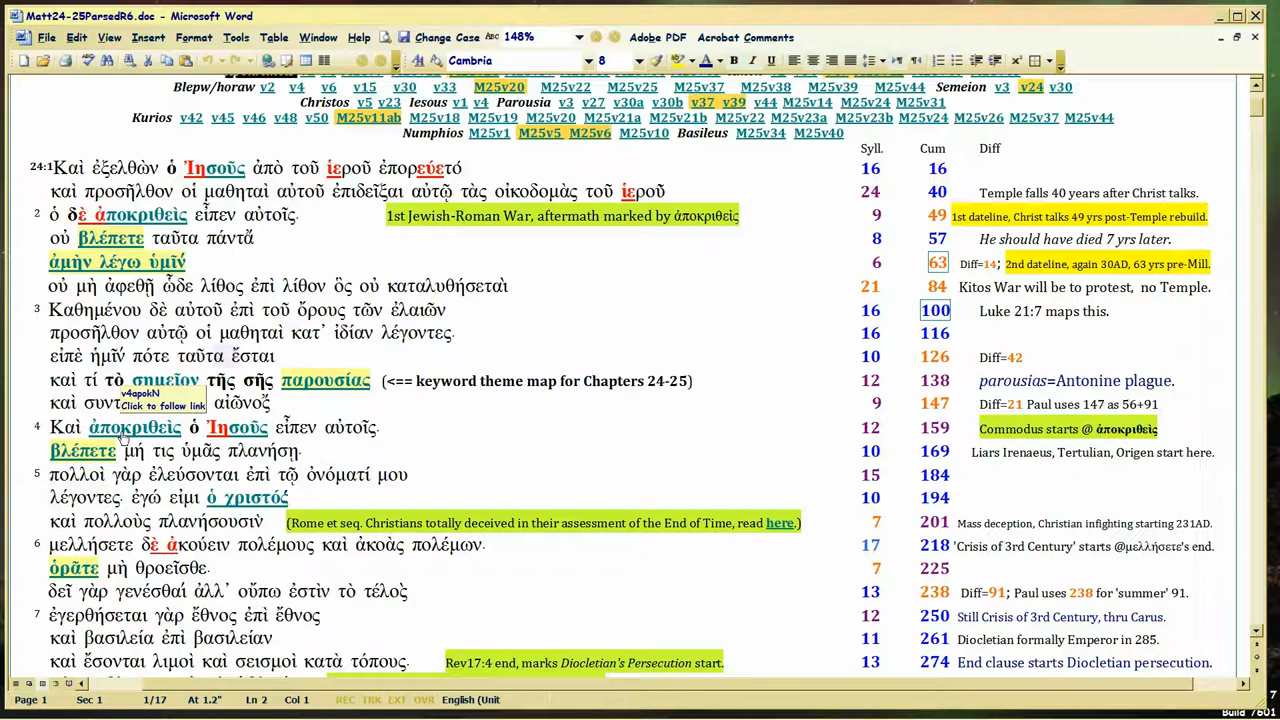 Matt24-25ParsedR6.doc - Microsoft Word
File Edit View Insert Format Tools Table Window Help Change Case ABC 148% Adobe PDF Acrobat Comments
Cambria 8 B I U
Blepw/horaw v2 v4 v6 v15 v30 v33 M25v20 M25v22 M25v25 M25v37 M25v38 M25v39 M25v44 Semeion v3 v24 v30
Christos v5 v23 Iesous v1 v4 Parousia v3 v27 v30a v30b v37 v39 v44 M25v14 M25v24 M25v31
Kurios v42 v45 v46 v48 v50 M25v11ab M25v18 M25v19 M25v20 M25v21a M25v21b M25v22 M25v23a M25v23b M25v24 M25v26 M25v37 M25v44
Numphios M25v1 M25v5 M25v6 M25v10 Basileus M25v34 M25v40
Syll. Cum Diff
24:1 Καὶ ἐξελθὼν ὁ Ἰησοῦς ἀπὸ τοῦ ἱεροῦ ἐπορεύετό 16 16
καὶ προσῆλθον οἱ μαθηταὶ αὐτοῦ ἐπιδεῖξαι αὐτῷ τὰς οἰκοδομὰς τοῦ ἱεροῦ 24 40 Temple falls 40 years after Christ talks.
2 ὁ δὲ ἀποκριθεὶς εἶπεν αὐτοῖς. 1st Jewish-Roman War, aftermath marked by ἀποκριθεὶς 9 49 1st dateline, Christ talks 49 yrs post-Temple rebuild.
οὐ βλέπετε ταῦτα πάντἄ 8 57 He should have died 7 yrs later.
ἀμὴν λέγω ὑμῖν̓ 6 63 Diff=14; 2nd dateline, again 30AD, 63 yrs pre-Mill.
οὐ μὴ ἀφεθῇ ὧδε λίθος ἐπὶ λίθον ὃς οὐ καταλυθήσεταὶ 21 84 Kitos War will be to protest, no Temple.
3 Καθημένου δὲ αὐτοῦ ἐπὶ τοῦ ὄρους τῶν ἐλαιῶν 16 100 Luke 21:7 maps this.
προσῆλθον αὐτῷ οἱ μαθηταὶ κατ᾽ ἰδίαν λέγοντες. 16 116
εἰπὲ ἡμῖν̓ πότε ταῦτα ἔσται 10 126 Diff=42
καὶ τί τὸ σημεῖον τῆς σῆς παρουσίας (<== keyword theme map for Chapters 24-25) 12 138 parousias=Antonine plague.
καὶ συντ αἰῶνοξ 9 147 Diff=21 Paul uses 147 as 56+91
v4apokN
Click to follow link
4 Καὶ ἀποκριθεὶς ὁ Ἰησοῦς εἶπεν αὐτοῖς. 12 159 Commodus starts @ ἀποκριθεὶς
βλέπετε μή τις ὑμᾶς πλανήσῃ. 10 169 Liars Irenaeus, Tertulian, Origen start here.
5 πολλοὶ γὰρ ἐλεύσονται ἐπὶ τῷ ὀνόματί μου 15 184
λέγοντες. ἐγώ εἰμι ὁ χριστός 10 194
καὶ πολλοὺς πλανήσουσιν̀ (Rome et seq. Christians totally deceived in their assessment of the End of Time, read here.) 7 201 Mass deception, Christian infighting starting 231AD.
6 μελλήσετε δὲ ἀκούειν πολέμους καὶ ἀκοὰς πολέμων. 17 218 'Crisis of 3rd Century' starts @μελλήσετε's end.
ὁρᾶτε μὴ θροεῖσθε. 7 225
δεῖ γὰρ γενέσθαί ἀλλ᾽ οὔπω ἐστὶν τὸ τέλος 13 238 Diff=91; Paul uses 238 for 'summer' 91.
7 ἐγερθήσεται γὰρ ἔθνος ἐπὶ ἔθνος 12 250 Still Crisis of 3rd Century, thru Carus.
καὶ βασιλεία ἐπὶ βασιλείαν 11 261 Diocletian formally Emperor in 285.
καὶ ἔσονται λιμοὶ καὶ σεισμοὶ κατὰ τόπους. Rev17:4 end, marks Diocletian's Persecution start. 13 274 End clause starts Diocletian persecution.
Page 1 Sec 1 1/17 At 1.2" Ln 2 Col 1 REC TRK EXT OVR English (Unit
Build 7601